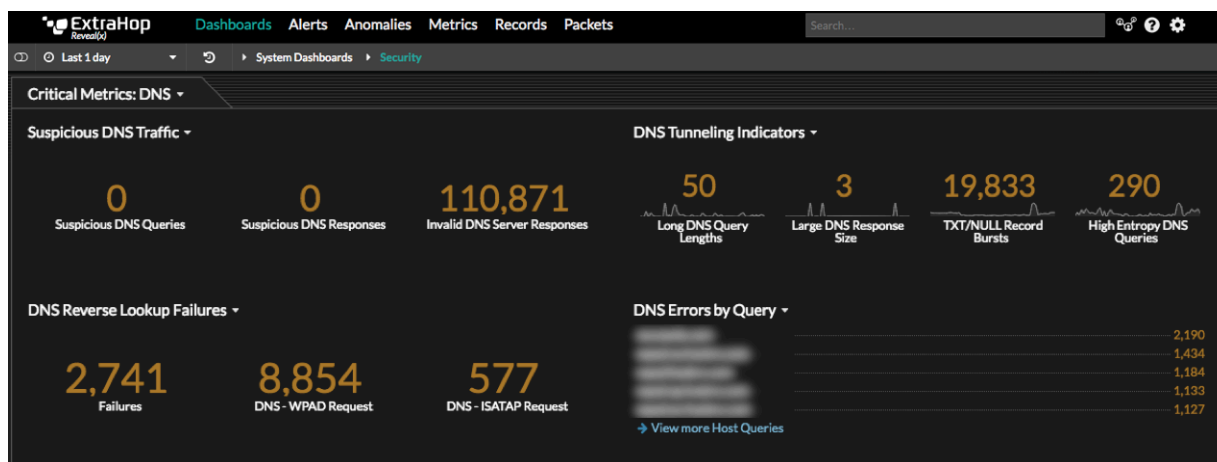 ExtraHop
Reveal(x)
Dashboards Alerts Anomalies Metrics Records Packets
Search...
Last 1 day
System Dashboards
Security
Critical Metrics: DNS
Suspicious DNS Traffic
0
Suspicious DNS Queries
0
Suspicious DNS Responses
110,871
Invalid DNS Server Responses
DNS Tunneling Indicators
50
Long DNS Query
Lengths
3
Large DNS Response
Size
19,833
TXT/NULL Record
Bursts
290
High Entropy DNS
Queries
DNS Reverse Lookup Failures
2,741
Failures
8,854
DNS - WPAD Request
577
DNS - ISATAP Request
DNS Errors by Query
2,190
1,434
1,184
1,133
1,127
View more Host Queries